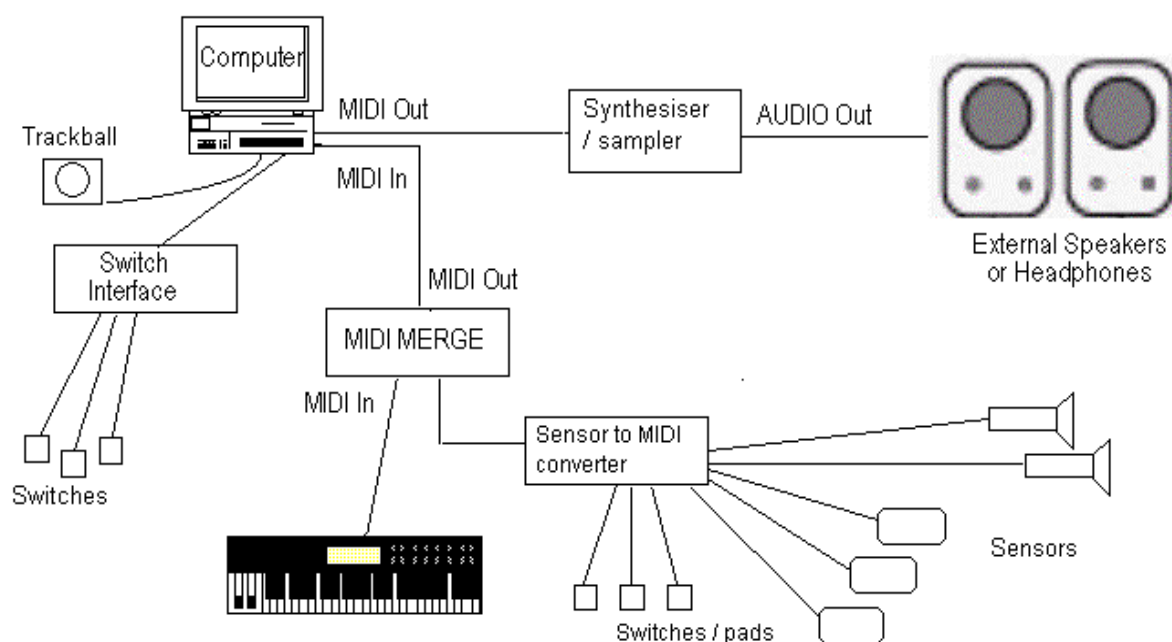 Computer
Trackball
MIDI Out
Synthesiser
/ sampler
AUDIO Out
MIDI In
External Speakers
or Headphones
Switch
Interface
MIDI Out
MIDI MERGE
MIDI In
Sensor to MIDI
converter
Switches
Sensors
Switches / pads